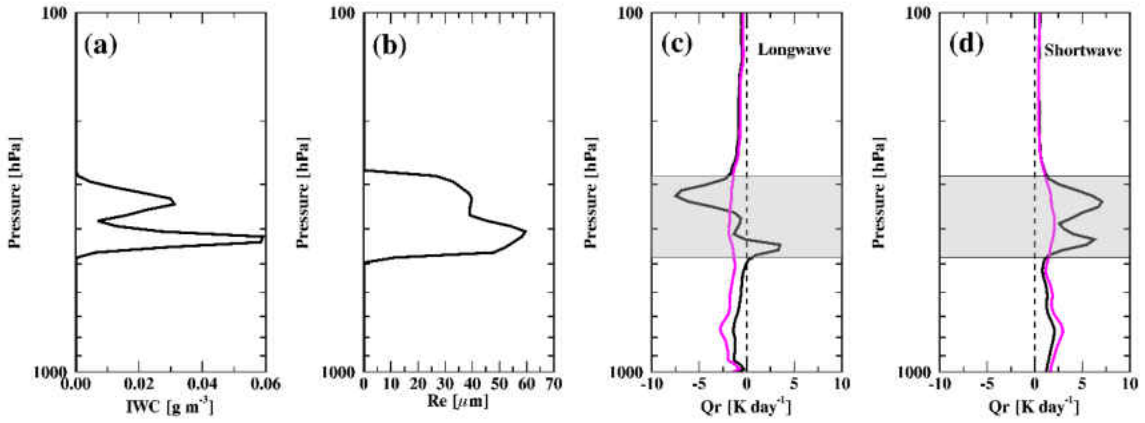 100
(a)
Pressure [hPa]
1000
0.00 0.02 0.04 0.06
IWC [g m⁻³]
100
(b)
Pressure [hPa]
1000
0 10 20 30 40 50 60 70
Re [μm]
100
(c)
Longwave
Pressure [hPa]
1000
-10 -5 0 5 10
Qr [K day⁻¹]
100
(d)
Shortwave
Pressure [hPa]
1000
-10 -5 0 5 10
Qr [K day⁻¹]